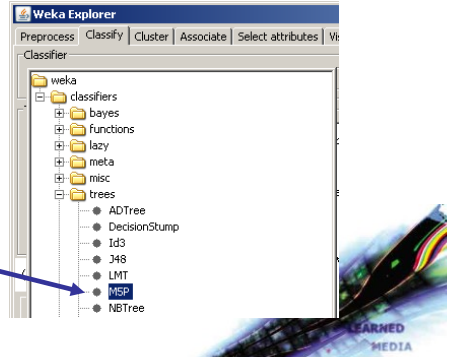 Weka Explorer
Preprocess Classify Cluster Associate Select attributes
Classifier
weka
classifiers
bayes
functions
lazy
meta
misc
trees
ADTree
DecisionStump
Id3
J48
LMT
M5P
NBTree
LEARNED
MEDIA